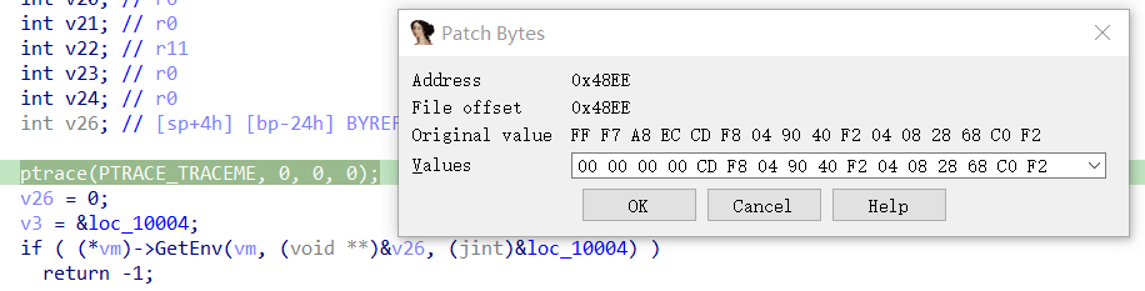 int v20; // r0
int v21; // r0
int v22; // r11
int v23; // r0
int v24; // r0
int v26; // [sp+4h] [bp-24h] BYREF
ptrace(PTRACE_TRACEME, 0, 0, 0);
v26 = 0;
v3 = &loc_10004;
if ( (*vm)->GetEnv(vm, (void **)&v26, (jint)&loc_10004) )
return -1;
Patch Bytes
Address 0x48EE
File offset 0x48EE
Original value FF F7 A8 EC CD F8 04 90 40 F2 04 08 28 68 C0 F2
Values 00 00 00 00 CD F8 04 90 40 F2 04 08 28 68 C0 F2
OK Cancel Help